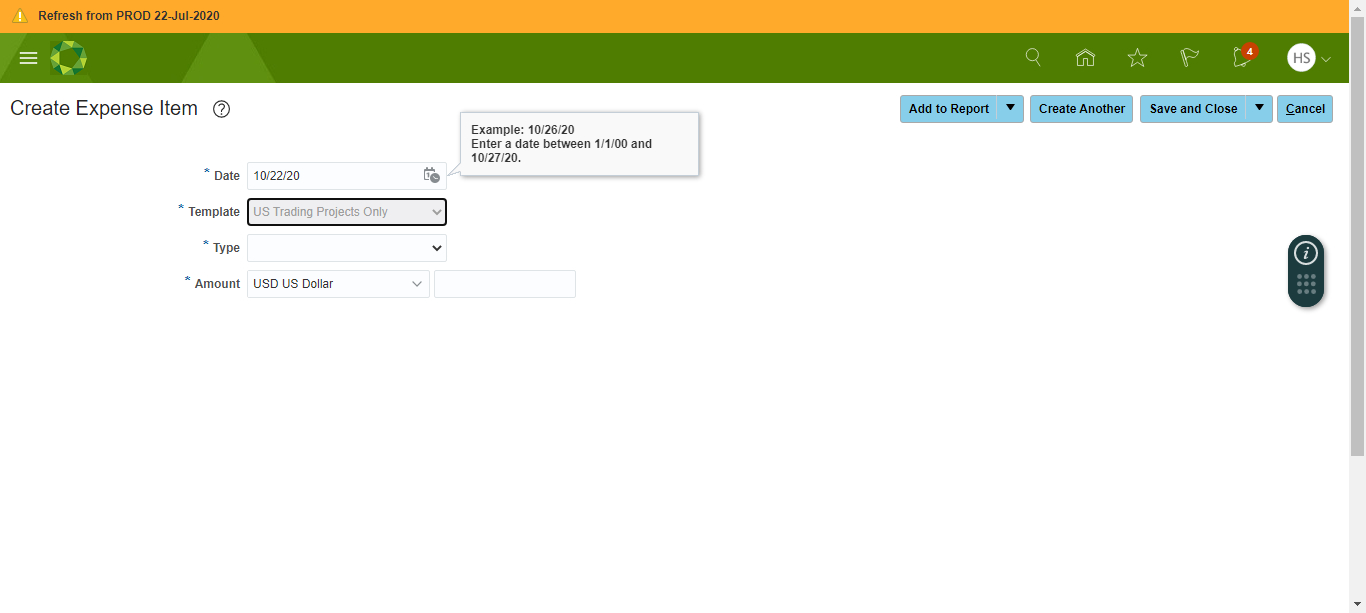 Refresh from PROD 22-Jul-2020
4
HS
Create Expense Item ?
Add to Report
Create Another
Save and Close
Cancel
Example: 10/26/20
Enter a date between 1/1/00 and
10/27/20.
* Date 10/22/20
* Template US Trading Projects Only
* Type
* Amount USD US Dollar
i